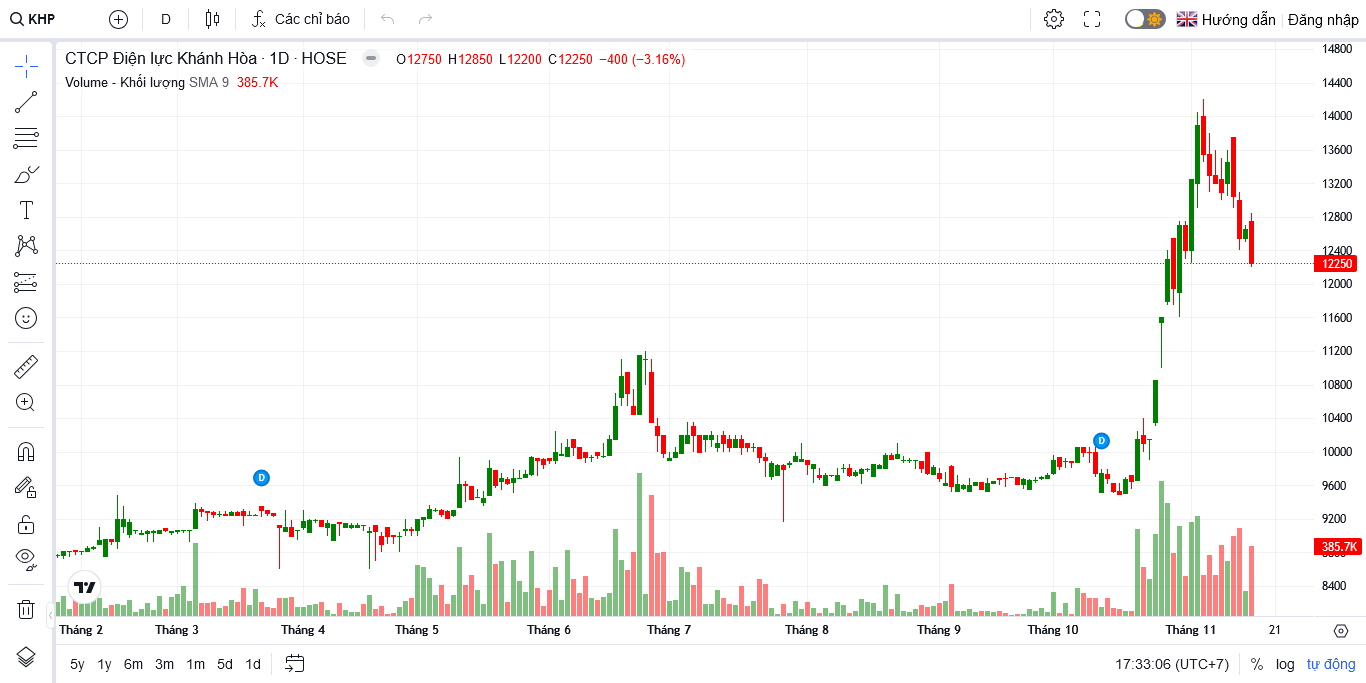 KHP D Các chỉ báo Hướng dẫn Đăng nhập
CTCP Điện lực Khánh Hòa · 1D · HOSE O12750 H12850 L12200 C12250 −400 (−3.16%)
Volume - Khối lượng SMA 9 385.7K
14800
14400
14000
13600
13200
12800
12400
12250
12000
11600
11200
10800
10400
10000
9600
9200
385.7K
8400
D
D
Tháng 2 Tháng 3 Tháng 4 Tháng 5 Tháng 6 Tháng 7 Tháng 8 Tháng 9 Tháng 10 Tháng 11 21
5y 1y 6m 3m 1m 5d 1d 17:33:06 (UTC+7) % log tự động